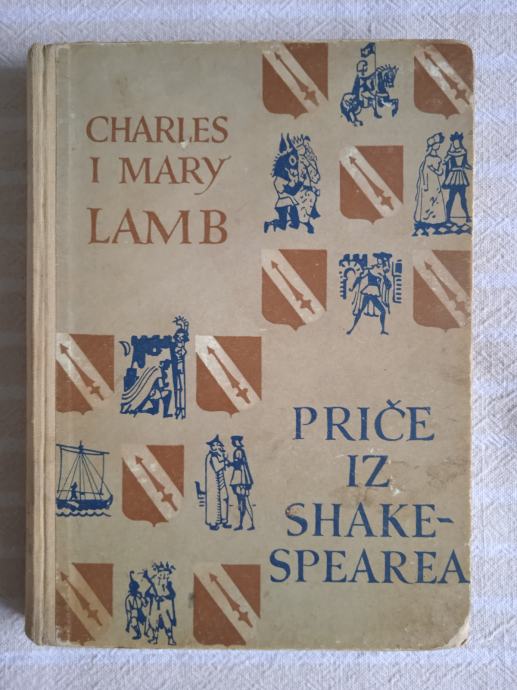 CHARLES
I MARY
LAMB
PRIČE
IZ
SHAKE-
SPEAREA